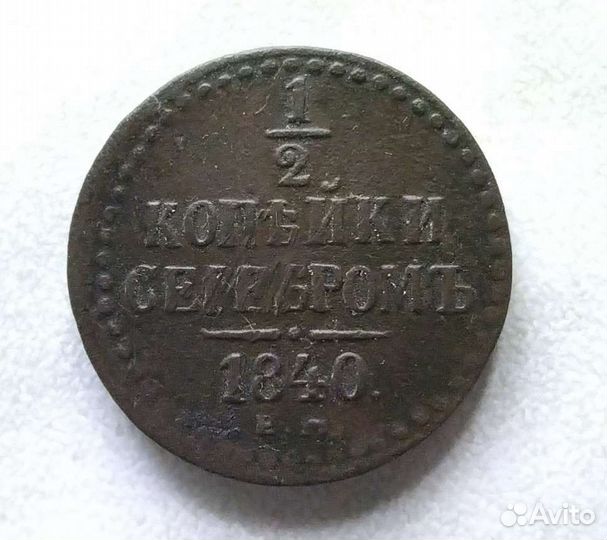 1
2
КОПѢЙКИ
СЕРЕБРОМЪ
1840.
Е
Avito